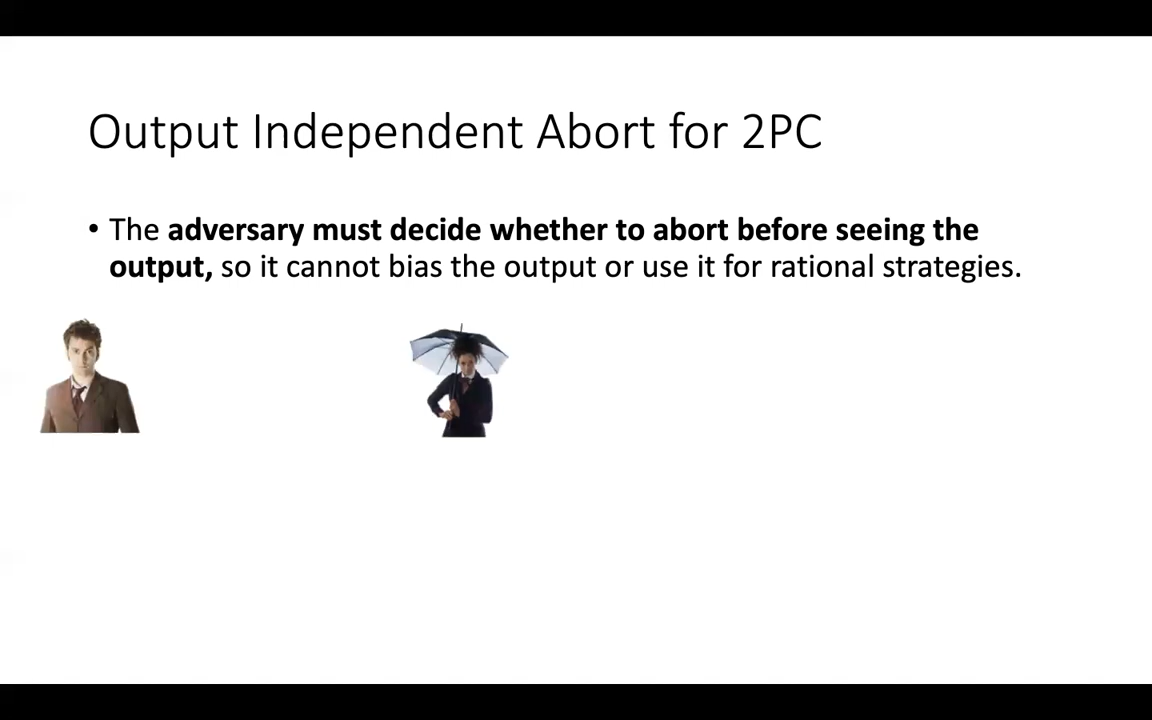 Output Independent Abort for 2PC
• The adversary must decide whether to abort before seeing the
output, so it cannot bias the output or use it for rational strategies.